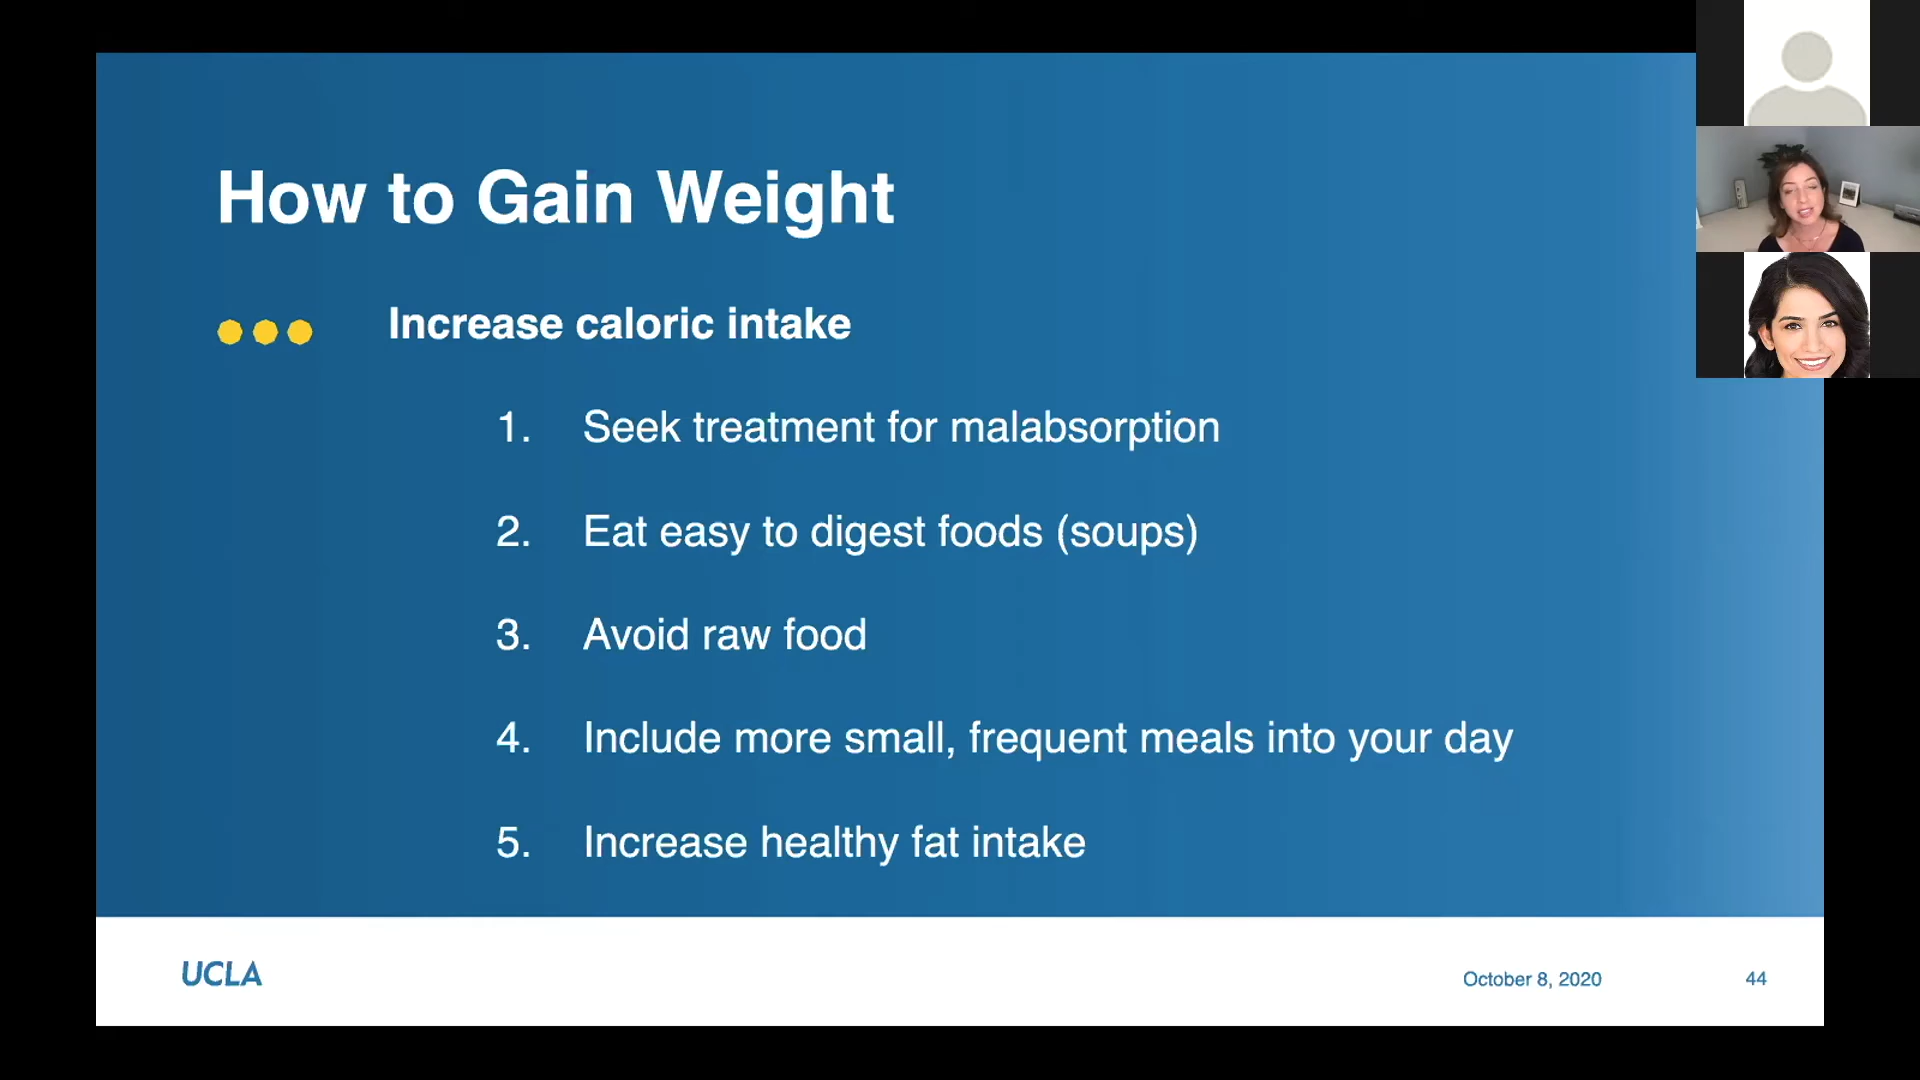 How to Gain Weight
Increase caloric intake
1. Seek treatment for malabsorption
2. Eat easy to digest foods (soups)
3. Avoid raw food
4. Include more small, frequent meals into your day
5. Increase healthy fat intake
UCLA
October 8, 2020
44